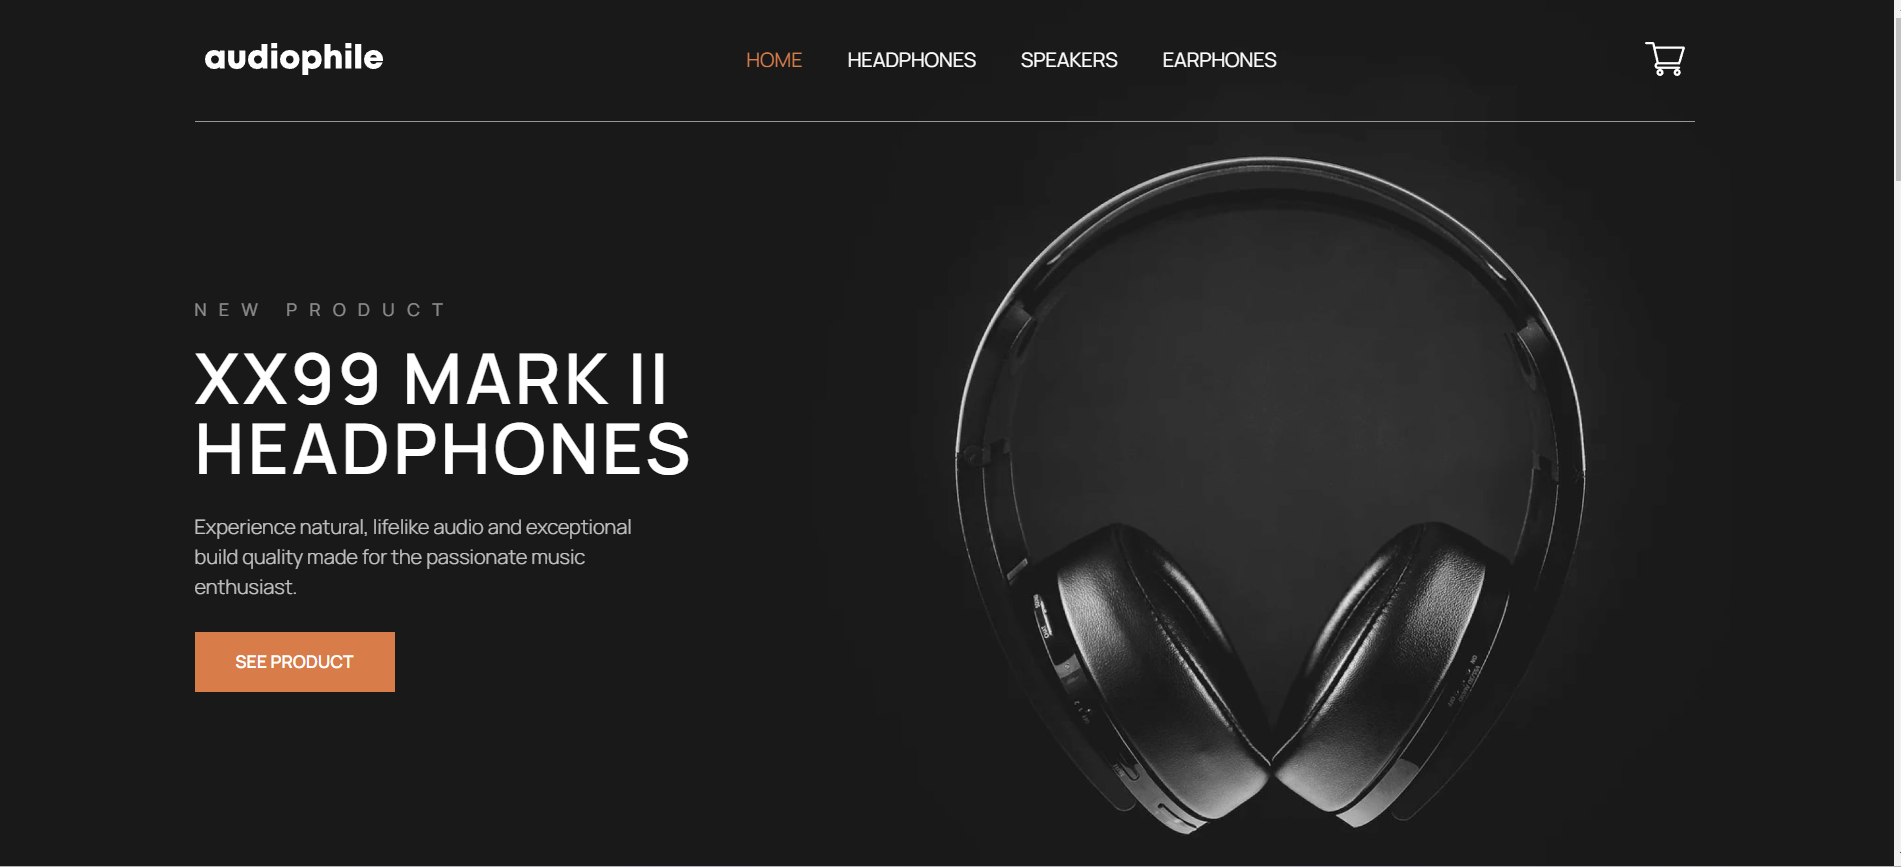 audiophile
HOME HEADPHONES SPEAKERS EARPHONES
NEW PRODUCT
XX99 MARK II
HEADPHONES
Experience natural, lifelike audio and exceptional
build quality made for the passionate music
enthusiast.
SEE PRODUCT